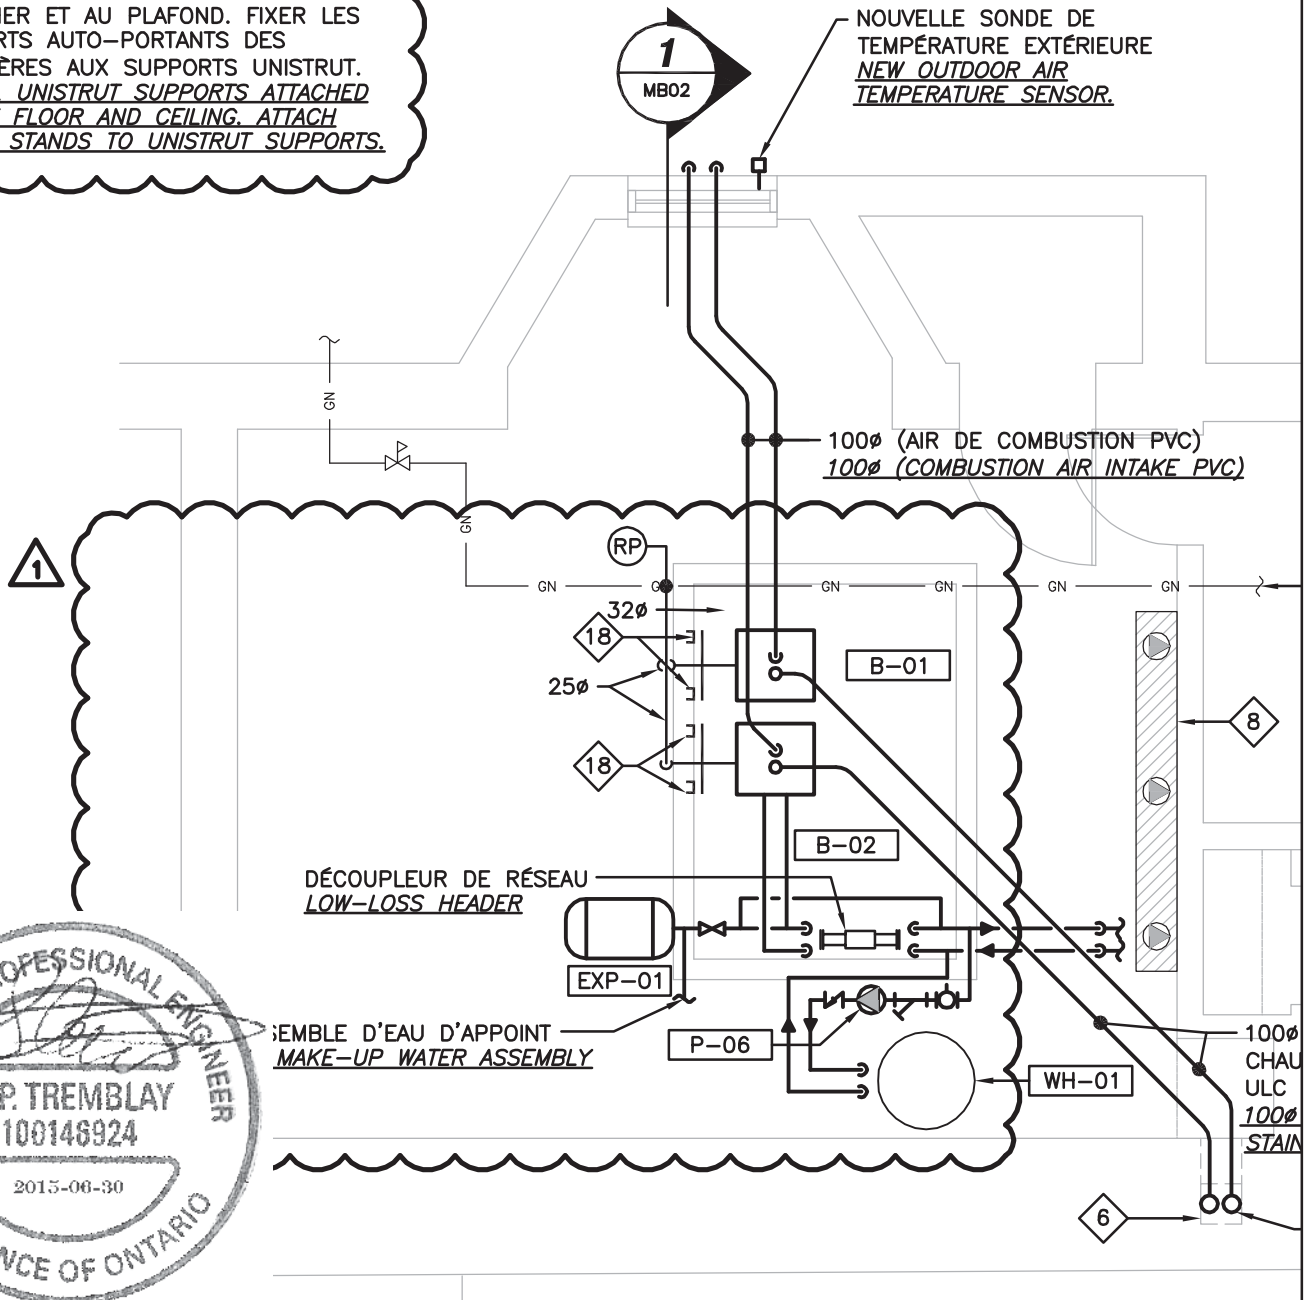 IER ET AU PLAFOND. FIXER LES
RTS AUTO-PORTANTS DES
ÈRES AUX SUPPORTS UNISTRUT.
UNISTRUT SUPPORTS ATTACHED
FLOOR AND CEILING. ATTACH
STANDS TO UNISTRUT SUPPORTS.
1
MB02
NOUVELLE SONDE DE
TEMPÉRATURE EXTÉRIEURE
NEW OUTDOOR AIR
TEMPERATURE SENSOR.
GN
100ø (AIR DE COMBUSTION PVC)
100ø (COMBUSTION AIR INTAKE PVC)
GN
1
RP
GN
G
GN
GN
GN
GN
32ø
18
25ø
B-01
8
18
B-02
DÉCOUPLEUR DE RÉSEAU
LOW-LOSS HEADER
EXP-01
SEMBLE D'EAU D'APPOINT
MAKE-UP WATER ASSEMBLY
P-06
WH-01
100ø
CHAU
ULC
100ø
STAIN
6
OFESSIONAL ENGINEER
P. TREMBLAY
100146924
2015-06-30
NCE OF ONTARIO